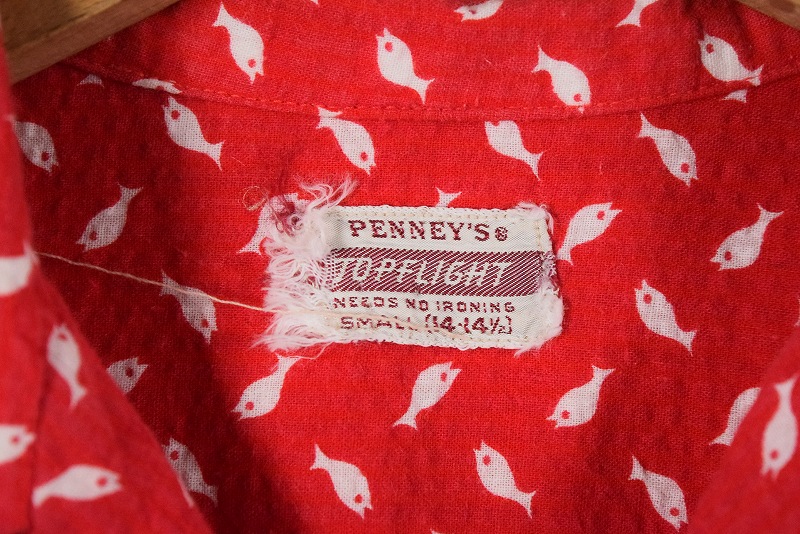 PENNEY'S®
TOPFLIGHT
NEEDS NO IRONING
SMALL (14-14½)